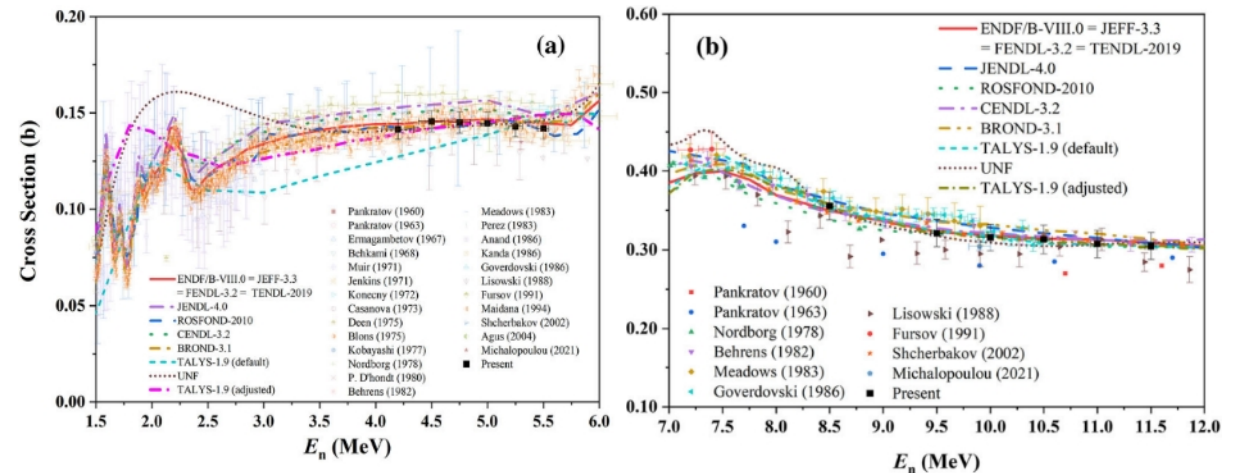 0.20
0.15
0.10
0.05
0.00
Cross Section (b)
(a)
Pankratov (1960)
Pankratov (1963)
Ermagambetov (1967)
Behkami (1968)
Muir (1971)
Jenkins (1971)
Konecny (1972)
Casanova (1973)
Deen (1975)
Blons (1975)
Kobayashi (1977)
Nordborg (1978)
P. D'hondt (1980)
Behrens (1982)
Meadows (1983)
Perez (1983)
Anand (1986)
Kanda (1986)
Goverdovski (1986)
Lisowski (1988)
Fursov (1991)
Maidana (1994)
Shcherbakov (2002)
Agus (2004)
Michalopoulou (2021)
Present
ENDF/B-VIII.0 = JEFF-3.3
= FENDL-3.2 = TENDL-2019
JENDL-4.0
ROSFOND-2010
CENDL-3.2
BROND-3.1
TALYS-1.9 (default)
UNF
TALYS-1.9 (adjusted)
1.5 2.0 2.5 3.0 3.5 4.0 4.5 5.0 5.5 6.0
En (MeV)
0.60
0.50
0.40
0.30
0.20
0.10
(b)
ENDF/B-VIII.0 = JEFF-3.3
= FENDL-3.2 = TENDL-2019
JENDL-4.0
ROSFOND-2010
CENDL-3.2
BROND-3.1
TALYS-1.9 (default)
UNF
TALYS-1.9 (adjusted)
Pankratov (1960)
Pankratov (1963)
Nordborg (1978)
Behrens (1982)
Meadows (1983)
Goverdovski (1986)
Lisowski (1988)
Fursov (1991)
Shcherbakov (2002)
Michalopoulou (2021)
Present
7.0 7.5 8.0 8.5 9.0 9.5 10.0 10.5 11.0 11.5 12.0
En (MeV)